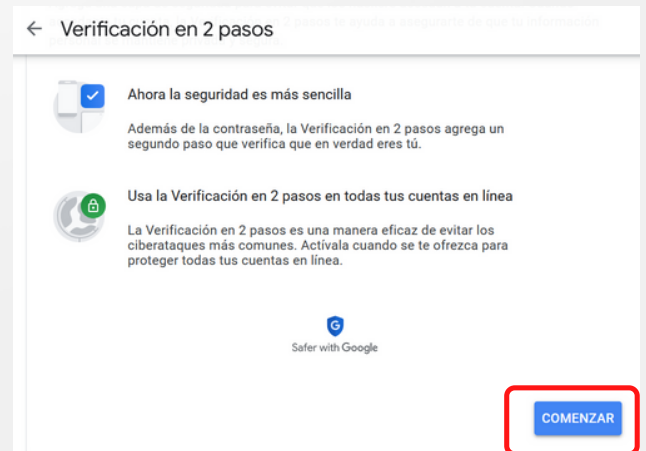 ← Verificación en 2 pasos
Ahora la seguridad es más sencilla
Además de la contraseña, la Verificación en 2 pasos agrega un
segundo paso que verifica que en verdad eres tú.
Usa la Verificación en 2 pasos en todas tus cuentas en línea
La Verificación en 2 pasos es una manera eficaz de evitar los
ciberataques más comunes. Actívala cuando se te ofrezca para
proteger todas tus cuentas en línea.
G
Safer with Google
COMENZAR